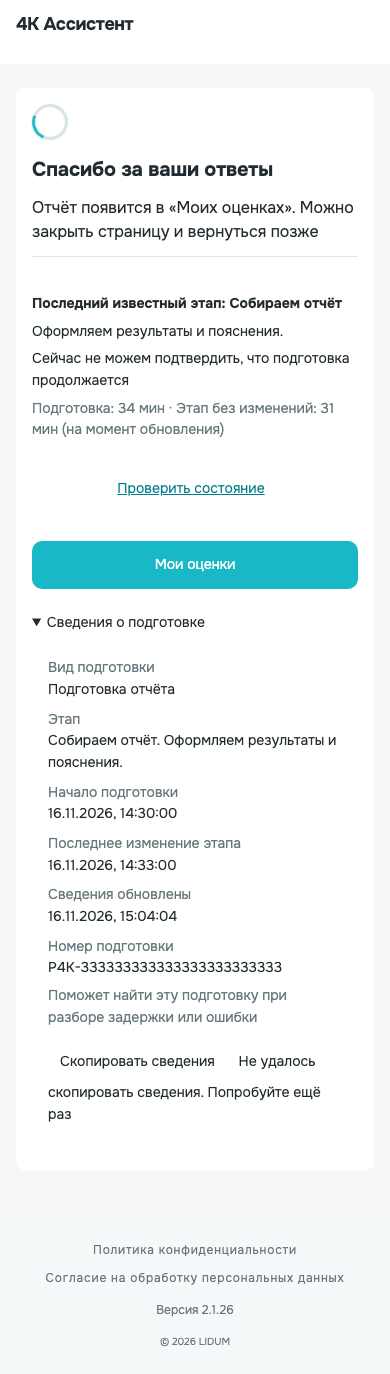 4К Ассистент
Спасибо за ваши ответы
Отчёт появится в «Моих оценках». Можно
закрыть страницу и вернуться позже
Последний известный этап: Собираем отчёт
Оформляем результаты и пояснения.
Сейчас не можем подтвердить, что подготовка
продолжается
Подготовка: 34 мин · Этап без изменений: 31
мин (на момент обновления)
Проверить состояние
Мои оценки
▼ Сведения о подготовке
Вид подготовки
Подготовка отчёта
Этап
Собираем отчёт. Оформляем результаты и
пояснения.
Начало подготовки
16.11.2026, 14:30:00
Последнее изменение этапа
16.11.2026, 14:33:00
Сведения обновлены
16.11.2026, 15:04:04
Номер подготовки
P4K-333333333333333333333333
Поможет найти эту подготовку при
разборе задержки или ошибки
Скопировать сведения Не удалось
скопировать сведения. Попробуйте ещё
раз
Политика конфиденциальности
Согласие на обработку персональных данных
Версия 2.1.26
© 2026 LIDUM